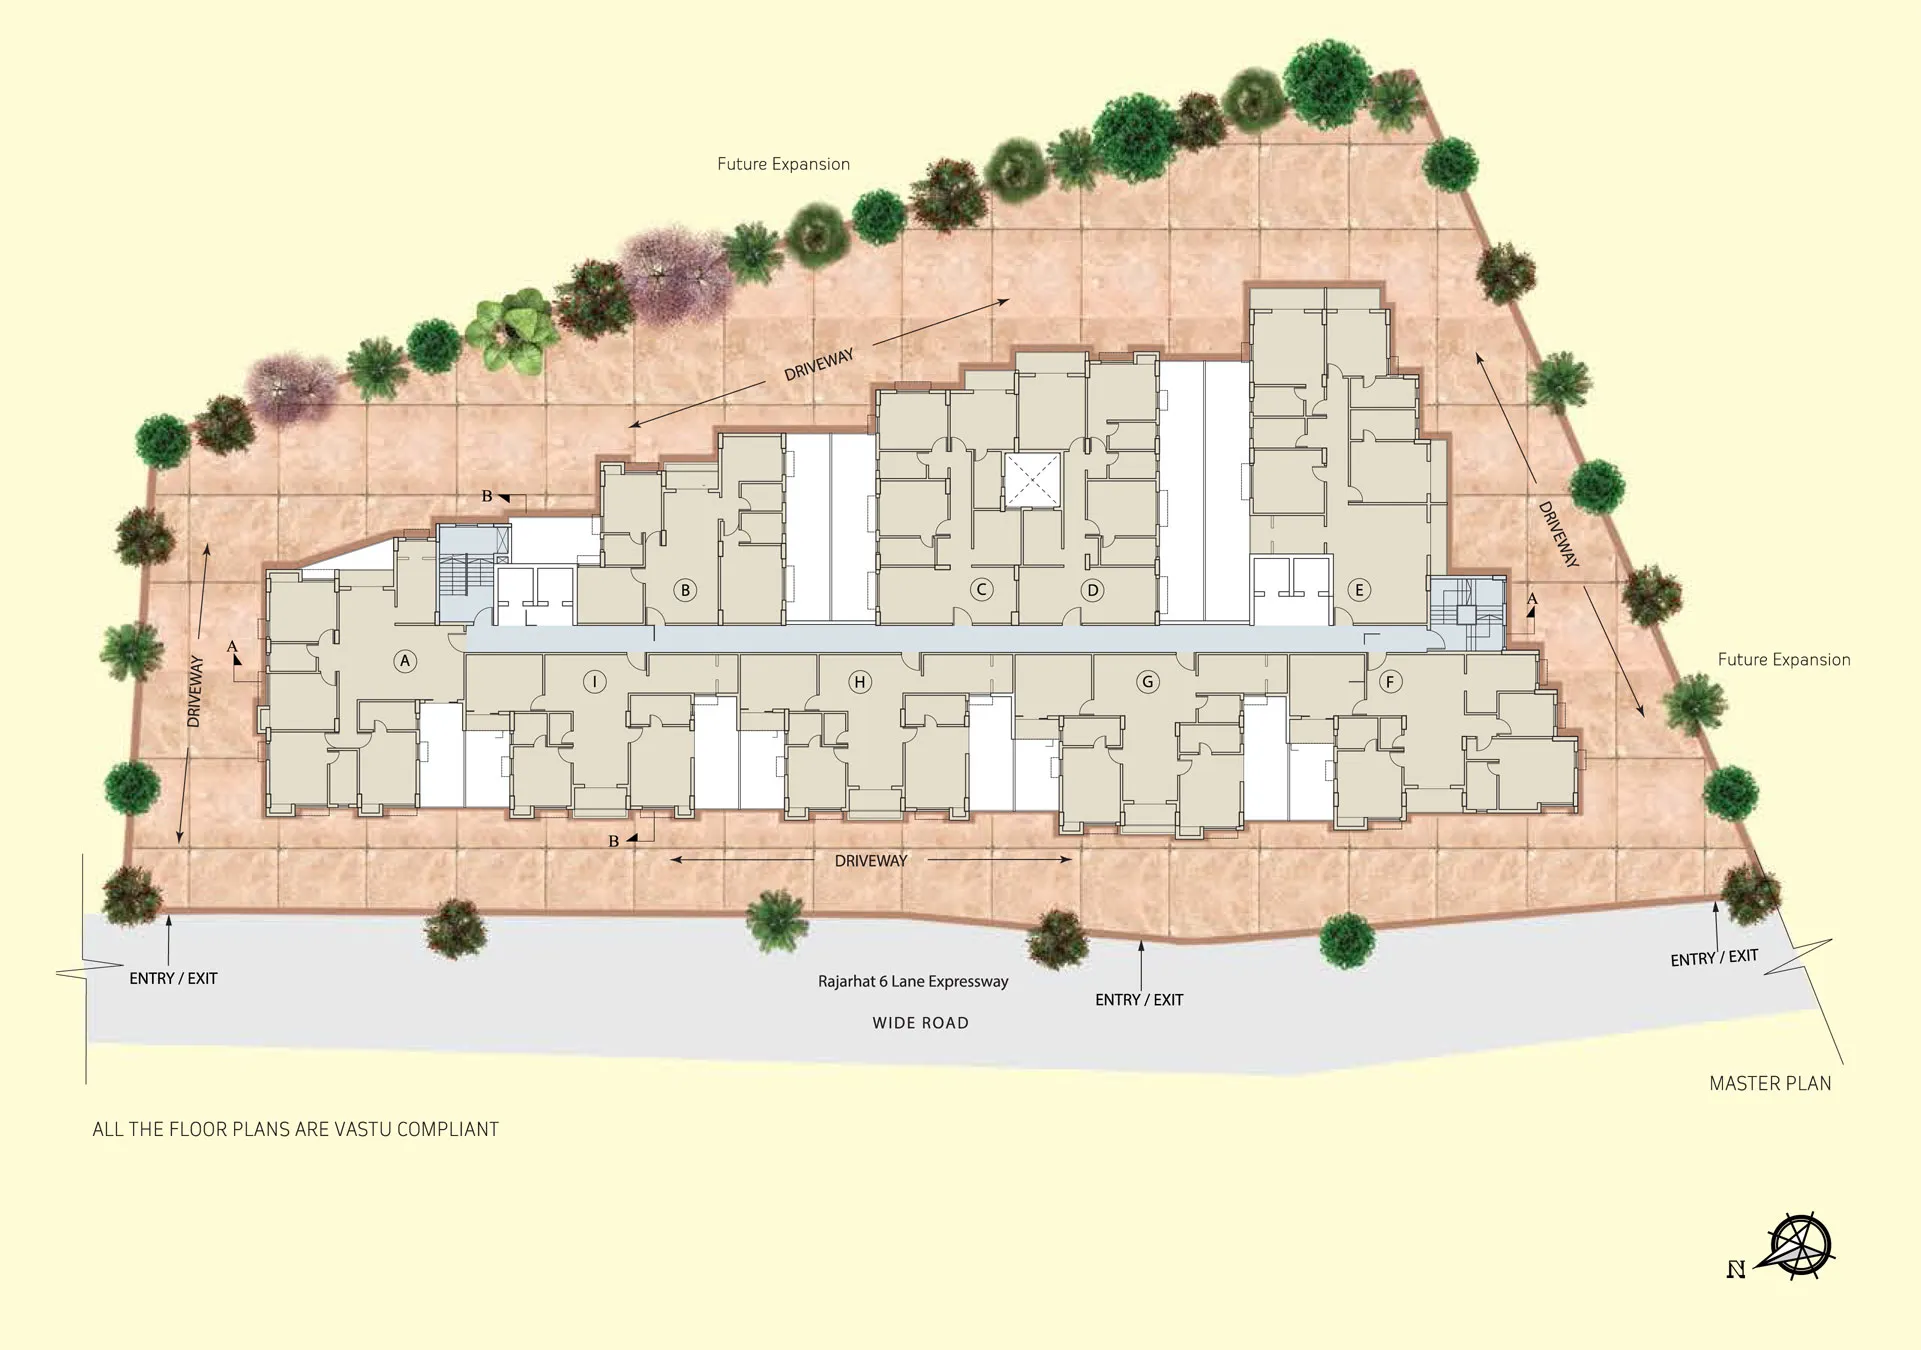 Future Expansion
DRIVEWAY
B
DRIVEWAY
B
C
D
E
A
A
DRIVEWAY
A
I
H
G
F
Future Expansion
DRIVEWAY
B
DRIVEWAY
ENTRY / EXIT
Rajarhat 6 Lane Expressway
ENTRY / EXIT
ENTRY / EXIT
WIDE ROAD
MASTER PLAN
ALL THE FLOOR PLANS ARE VASTU COMPLIANT
N